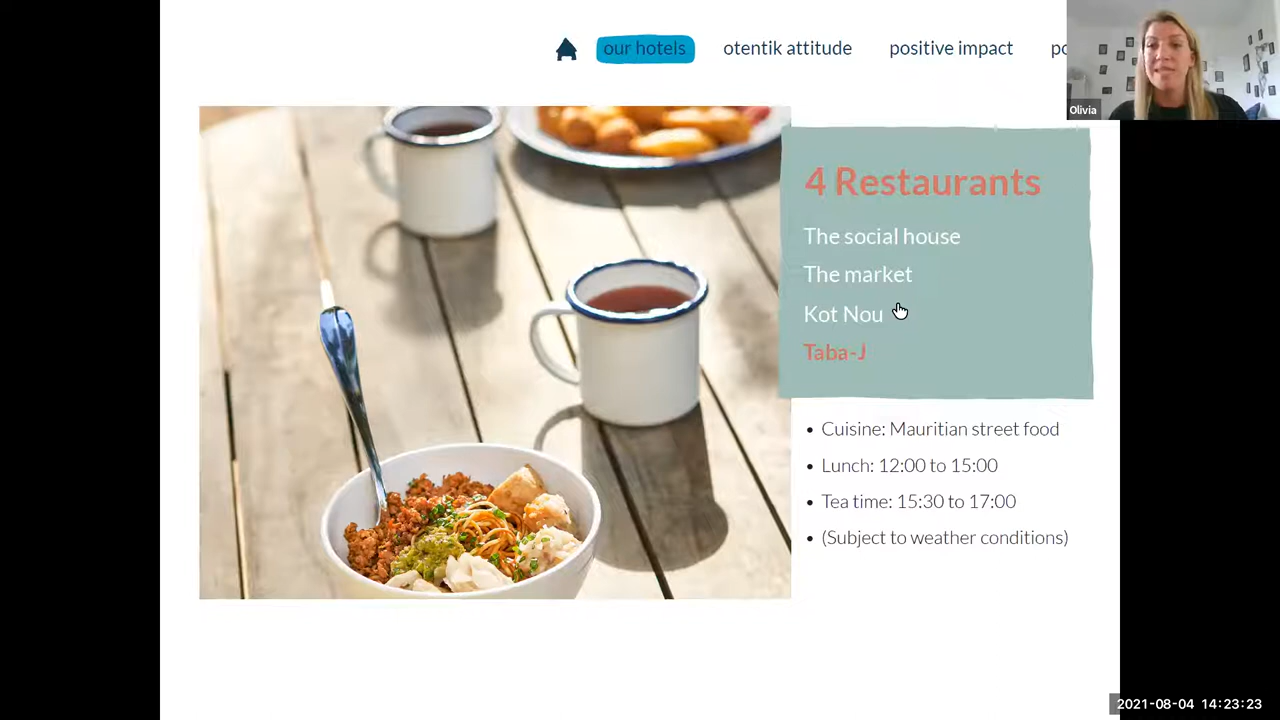 our hotels
otentik attitude
positive impact
Olivia
4 Restaurants
The social house
The market
Kot Nou
Taba-J
• Cuisine: Mauritian street food
• Lunch: 12:00 to 15:00
• Tea time: 15:30 to 17:00
• (Subject to weather conditions)
2021-08-04 14:23:23